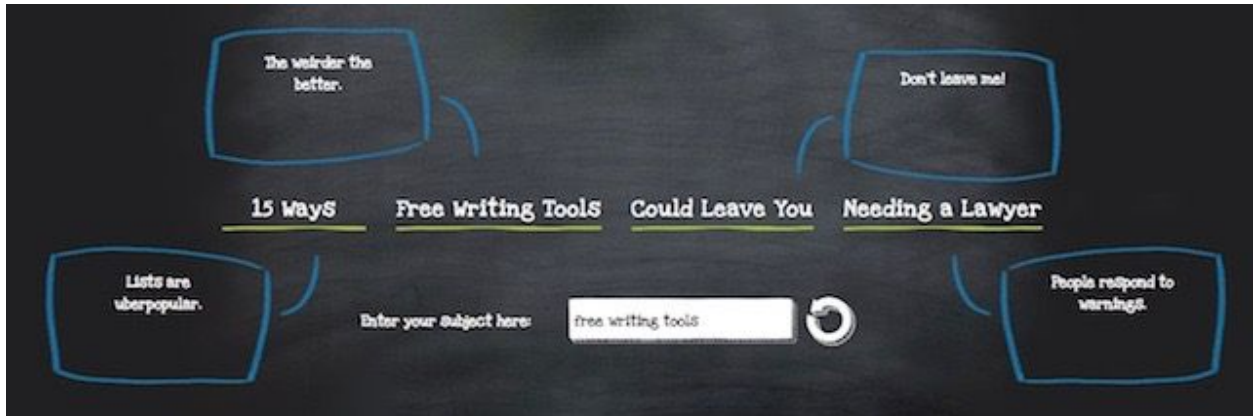 The weirder the
better.
Don't leave me!
15 Ways Free Writing Tools Could Leave You Needing a Lawyer
Lists are
uberpopular.
People respond to
warnings.
Enter your subject here: free writing tools